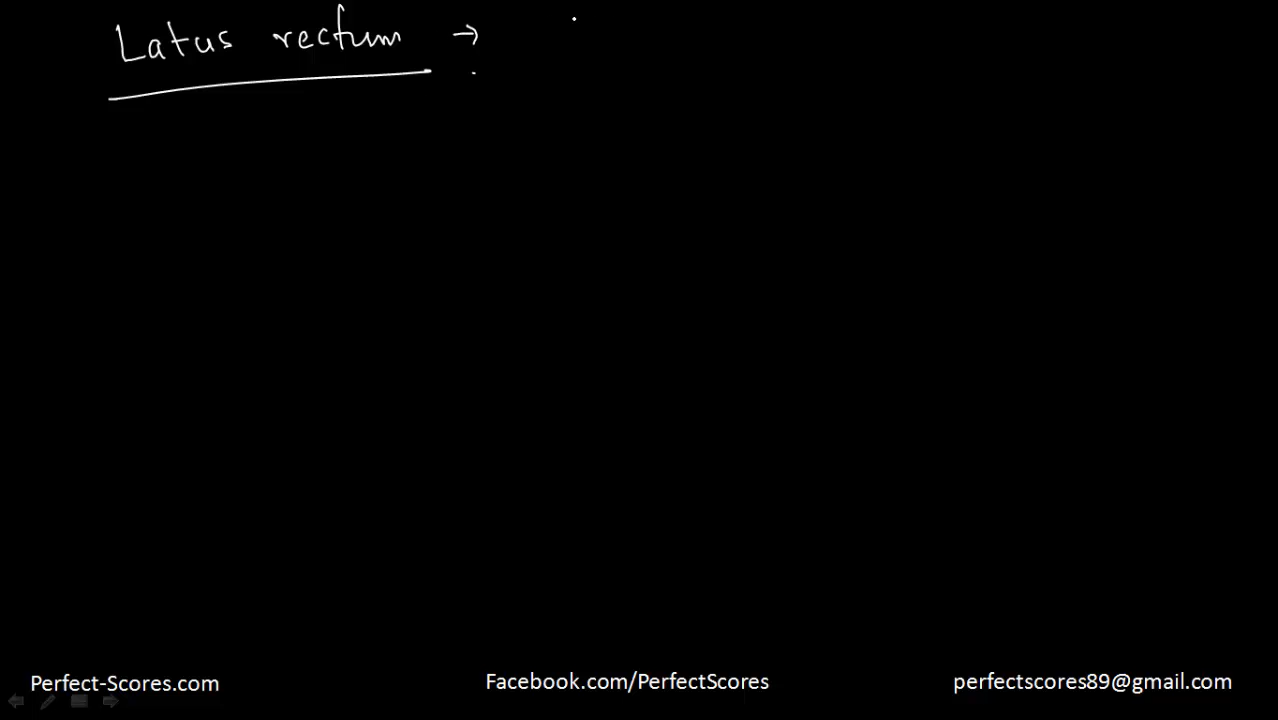 Latus rectum →
Perfect-Scores.com
Facebook.com/PerfectScores
perfectscores89@gmail.com